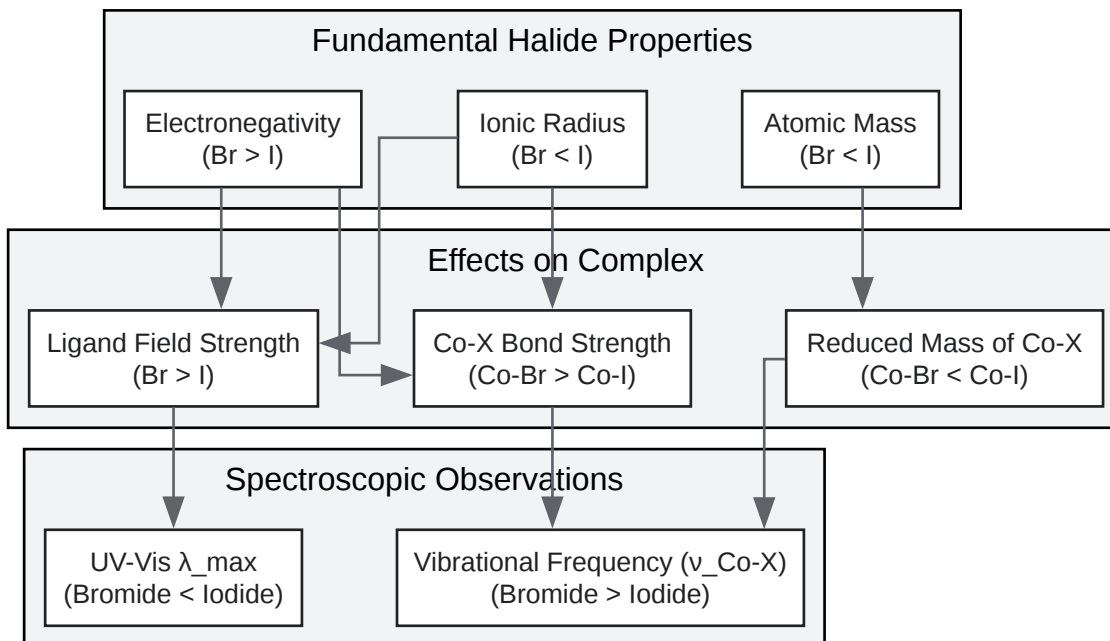 Fundamental Halide Properties
Electronegativity
(Br > I)
Ionic Radius
(Br < I)
Atomic Mass
(Br < I)
Effects on Complex
Ligand Field Strength
(Br > I)
Co-X Bond Strength
(Co-Br > Co-I)
Reduced Mass of Co-X
(Co-Br < Co-I)
Spectroscopic Observations
UV-Vis λ_max
(Bromide < Iodide)
Vibrational Frequency (ν_Co-X)
(Bromide > Iodide)